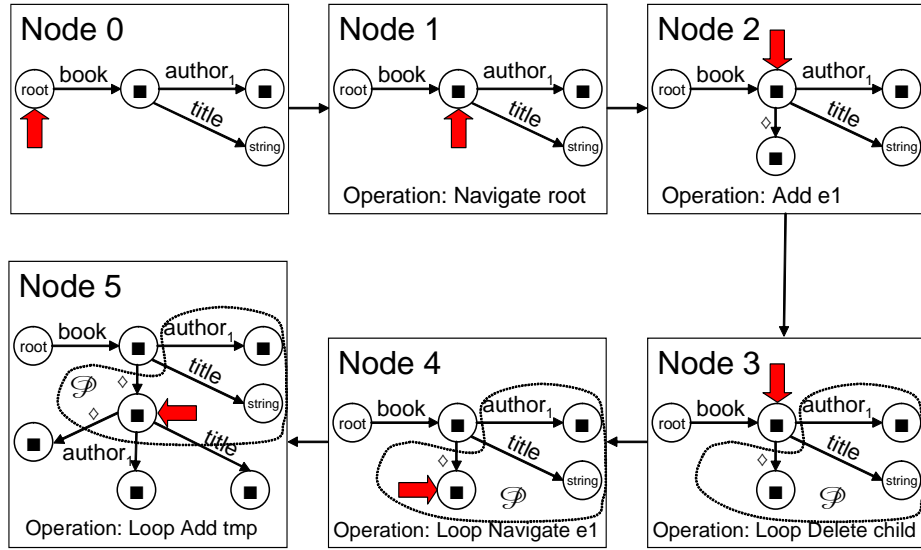 Node 0
root
book
author₁
■
■
title
string
Node 1
root
book
author₁
■
■
title
string
Operation: Navigate root
Node 2
root
book
author₁
■
■
title
◇
■
string
Operation: Add e1
Node 5
root
book
author₁
■
■
title
◇
string
𝒫
◇
■
■
author₁
title
■
■
Operation: Loop Add tmp
Node 4
root
book
author₁
■
■
title
◇
■
string
𝒫
Operation: Loop Navigate e1
Node 3
root
book
author₁
■
■
title
◇
■
string
𝒫
Operation: Loop Delete child